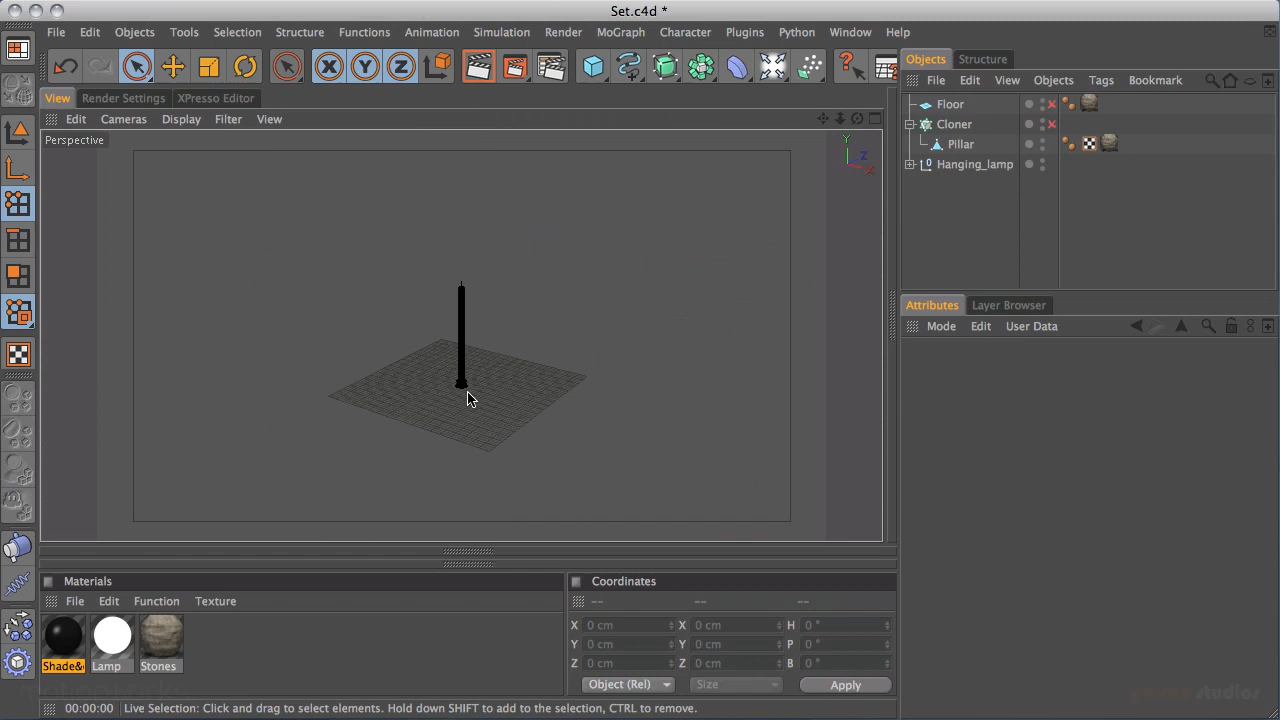 Set.c4d *
File Edit Objects Tools Selection Structure Functions Animation Simulation Render MoGraph Character Plugins Python Window Help
View Render Settings XPresso Editor
Edit Cameras Display Filter View
Perspective
Y
Z
X
Objects Structure
File Edit View Objects Tags Bookmark
Floor
Cloner
Pillar
Hanging_lamp
Attributes Layer Browser
Mode Edit User Data
Materials
File Edit Function Texture
Shade&
Lamp
Stones
Coordinates
-- -- --
X 0 cm X 0 cm H 0 °
Y 0 cm Y 0 cm P 0 °
Z 0 cm Z 0 cm B 0 °
Object (Rel) Size Apply
00:00:00 Live Selection: Click and drag to select elements. Hold down SHIFT to add to the selection, CTRL to remove.
studios